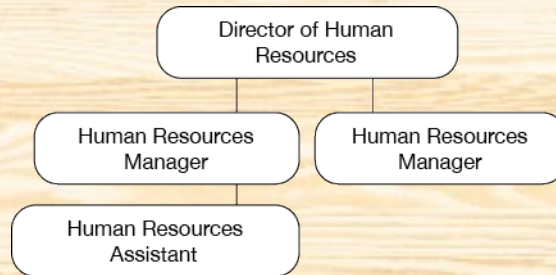 Director of Human
Resources
Human Resources
Manager
Human Resources
Manager
Human Resources
Assistant